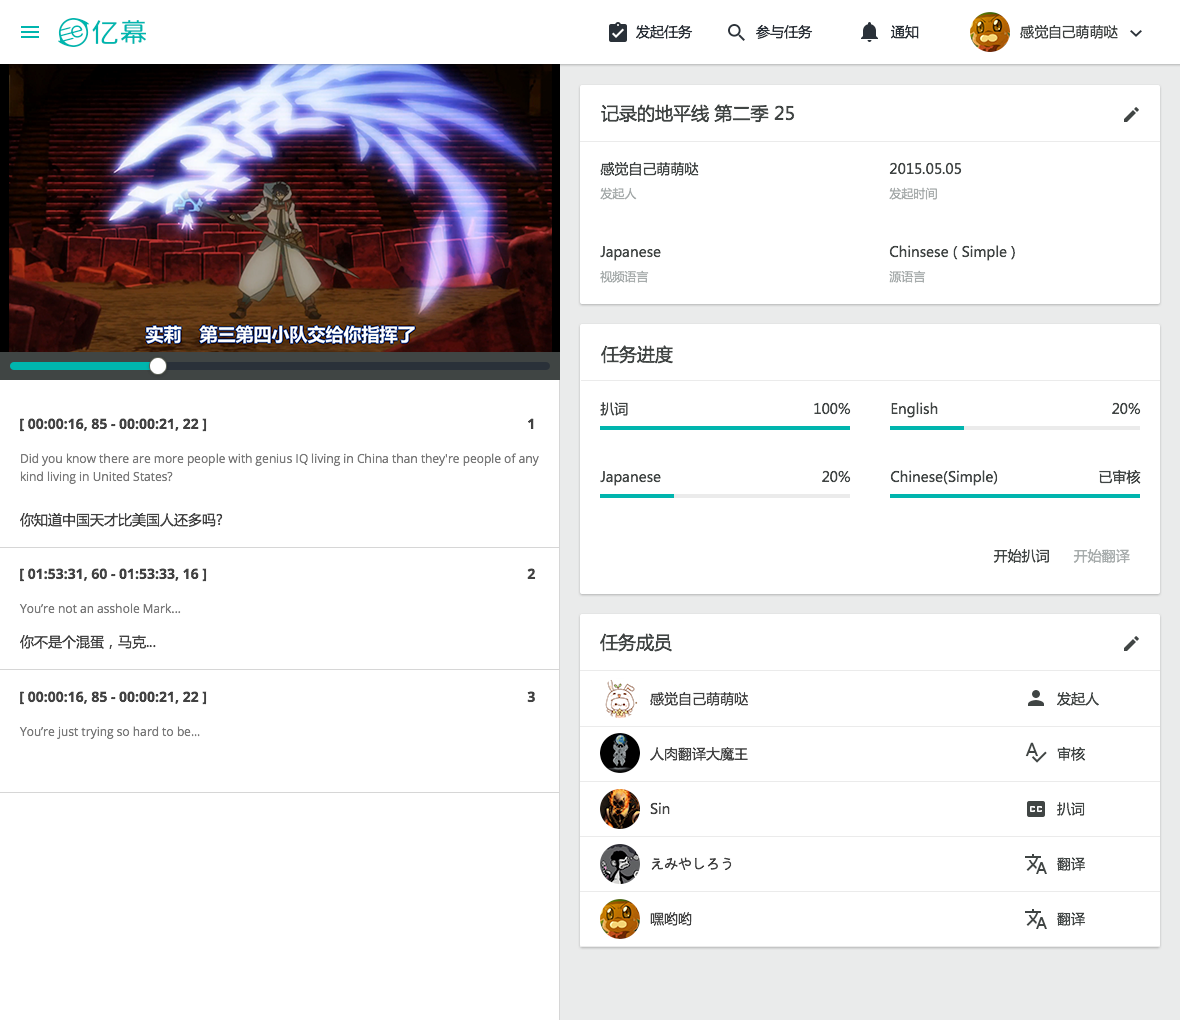 亿幕
发起任务
参与任务
通知
感觉自己萌萌哒
实莉 第三第四小队交给你指挥了
[ 00:00:16, 85 - 00:00:21, 22 ] 1
Did you know there are more people with genius IQ living in China than they're people of any
kind living in United States?
你知道中国天才比美国人还多吗?
[ 01:53:31, 60 - 01:53:33, 16 ] 2
You're not an asshole Mark...
你不是个混蛋，马克...
[ 00:00:16, 85 - 00:00:21, 22 ] 3
You're just trying so hard to be...
记录的地平线 第二季 25
感觉自己萌萌哒
发起人
2015.05.05
发起时间
Japanese
视频语言
Chinsese ( Simple )
源语言
任务进度
扒词 100%
English 20%
Japanese 20%
Chinese(Simple) 已审核
开始扒词 开始翻译
任务成员
感觉自己萌萌哒 发起人
人肉翻译大魔王 审核
Sin CC 扒词
えみやしろう 翻译
嘿哟哟 翻译